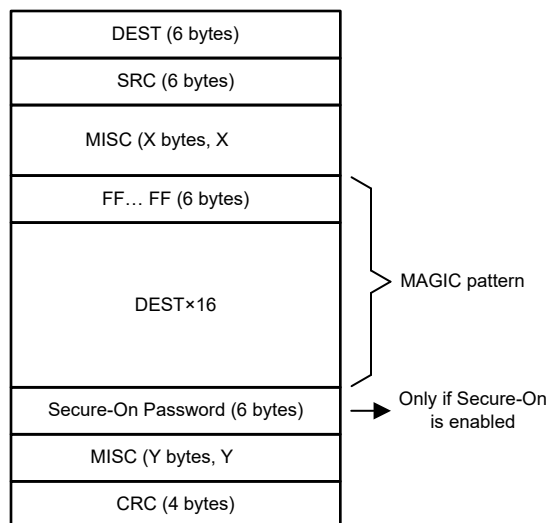 DEST (6 bytes)
SRC (6 bytes)
MISC (X bytes, X
FF… FF (6 bytes)
DEST×16
MAGIC pattern
Secure-On Password (6 bytes)
Only if Secure-On
is enabled
MISC (Y bytes, Y
CRC (4 bytes)